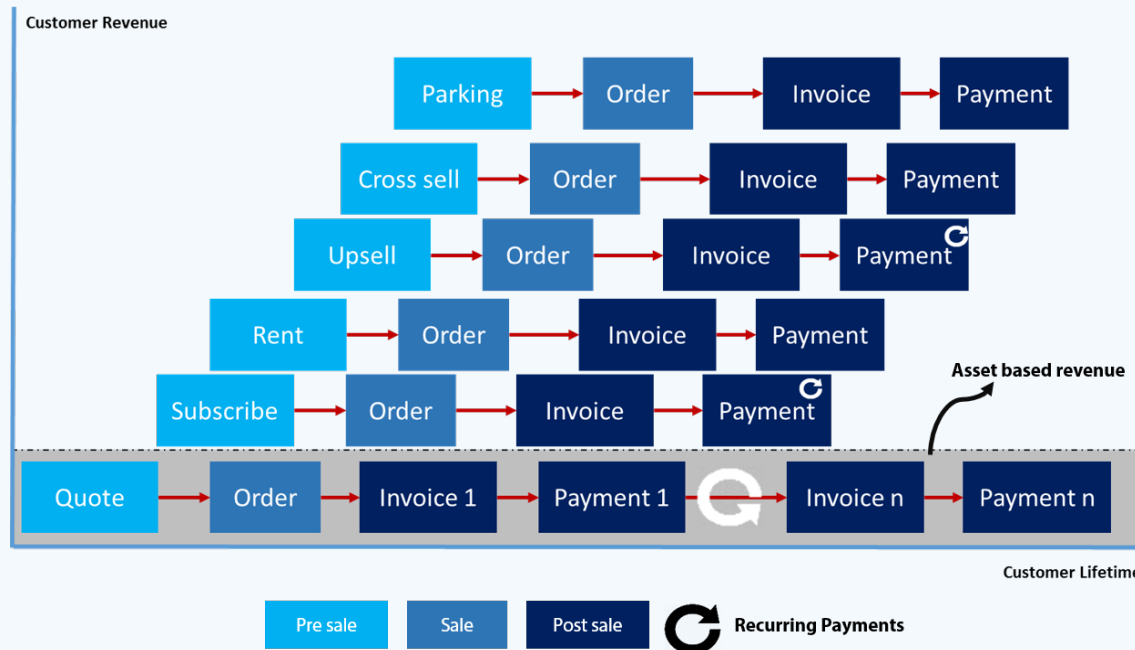 Customer Revenue
Parking Order Invoice Payment
Cross sell Order Invoice Payment
Upsell Order Invoice Payment
Rent Order Invoice Payment
Asset based revenue
Subscribe Order Invoice Payment
Quote Order Invoice 1 Payment 1 Invoice n Payment n
Customer Lifetime
Pre sale Sale Post sale Recurring Payments